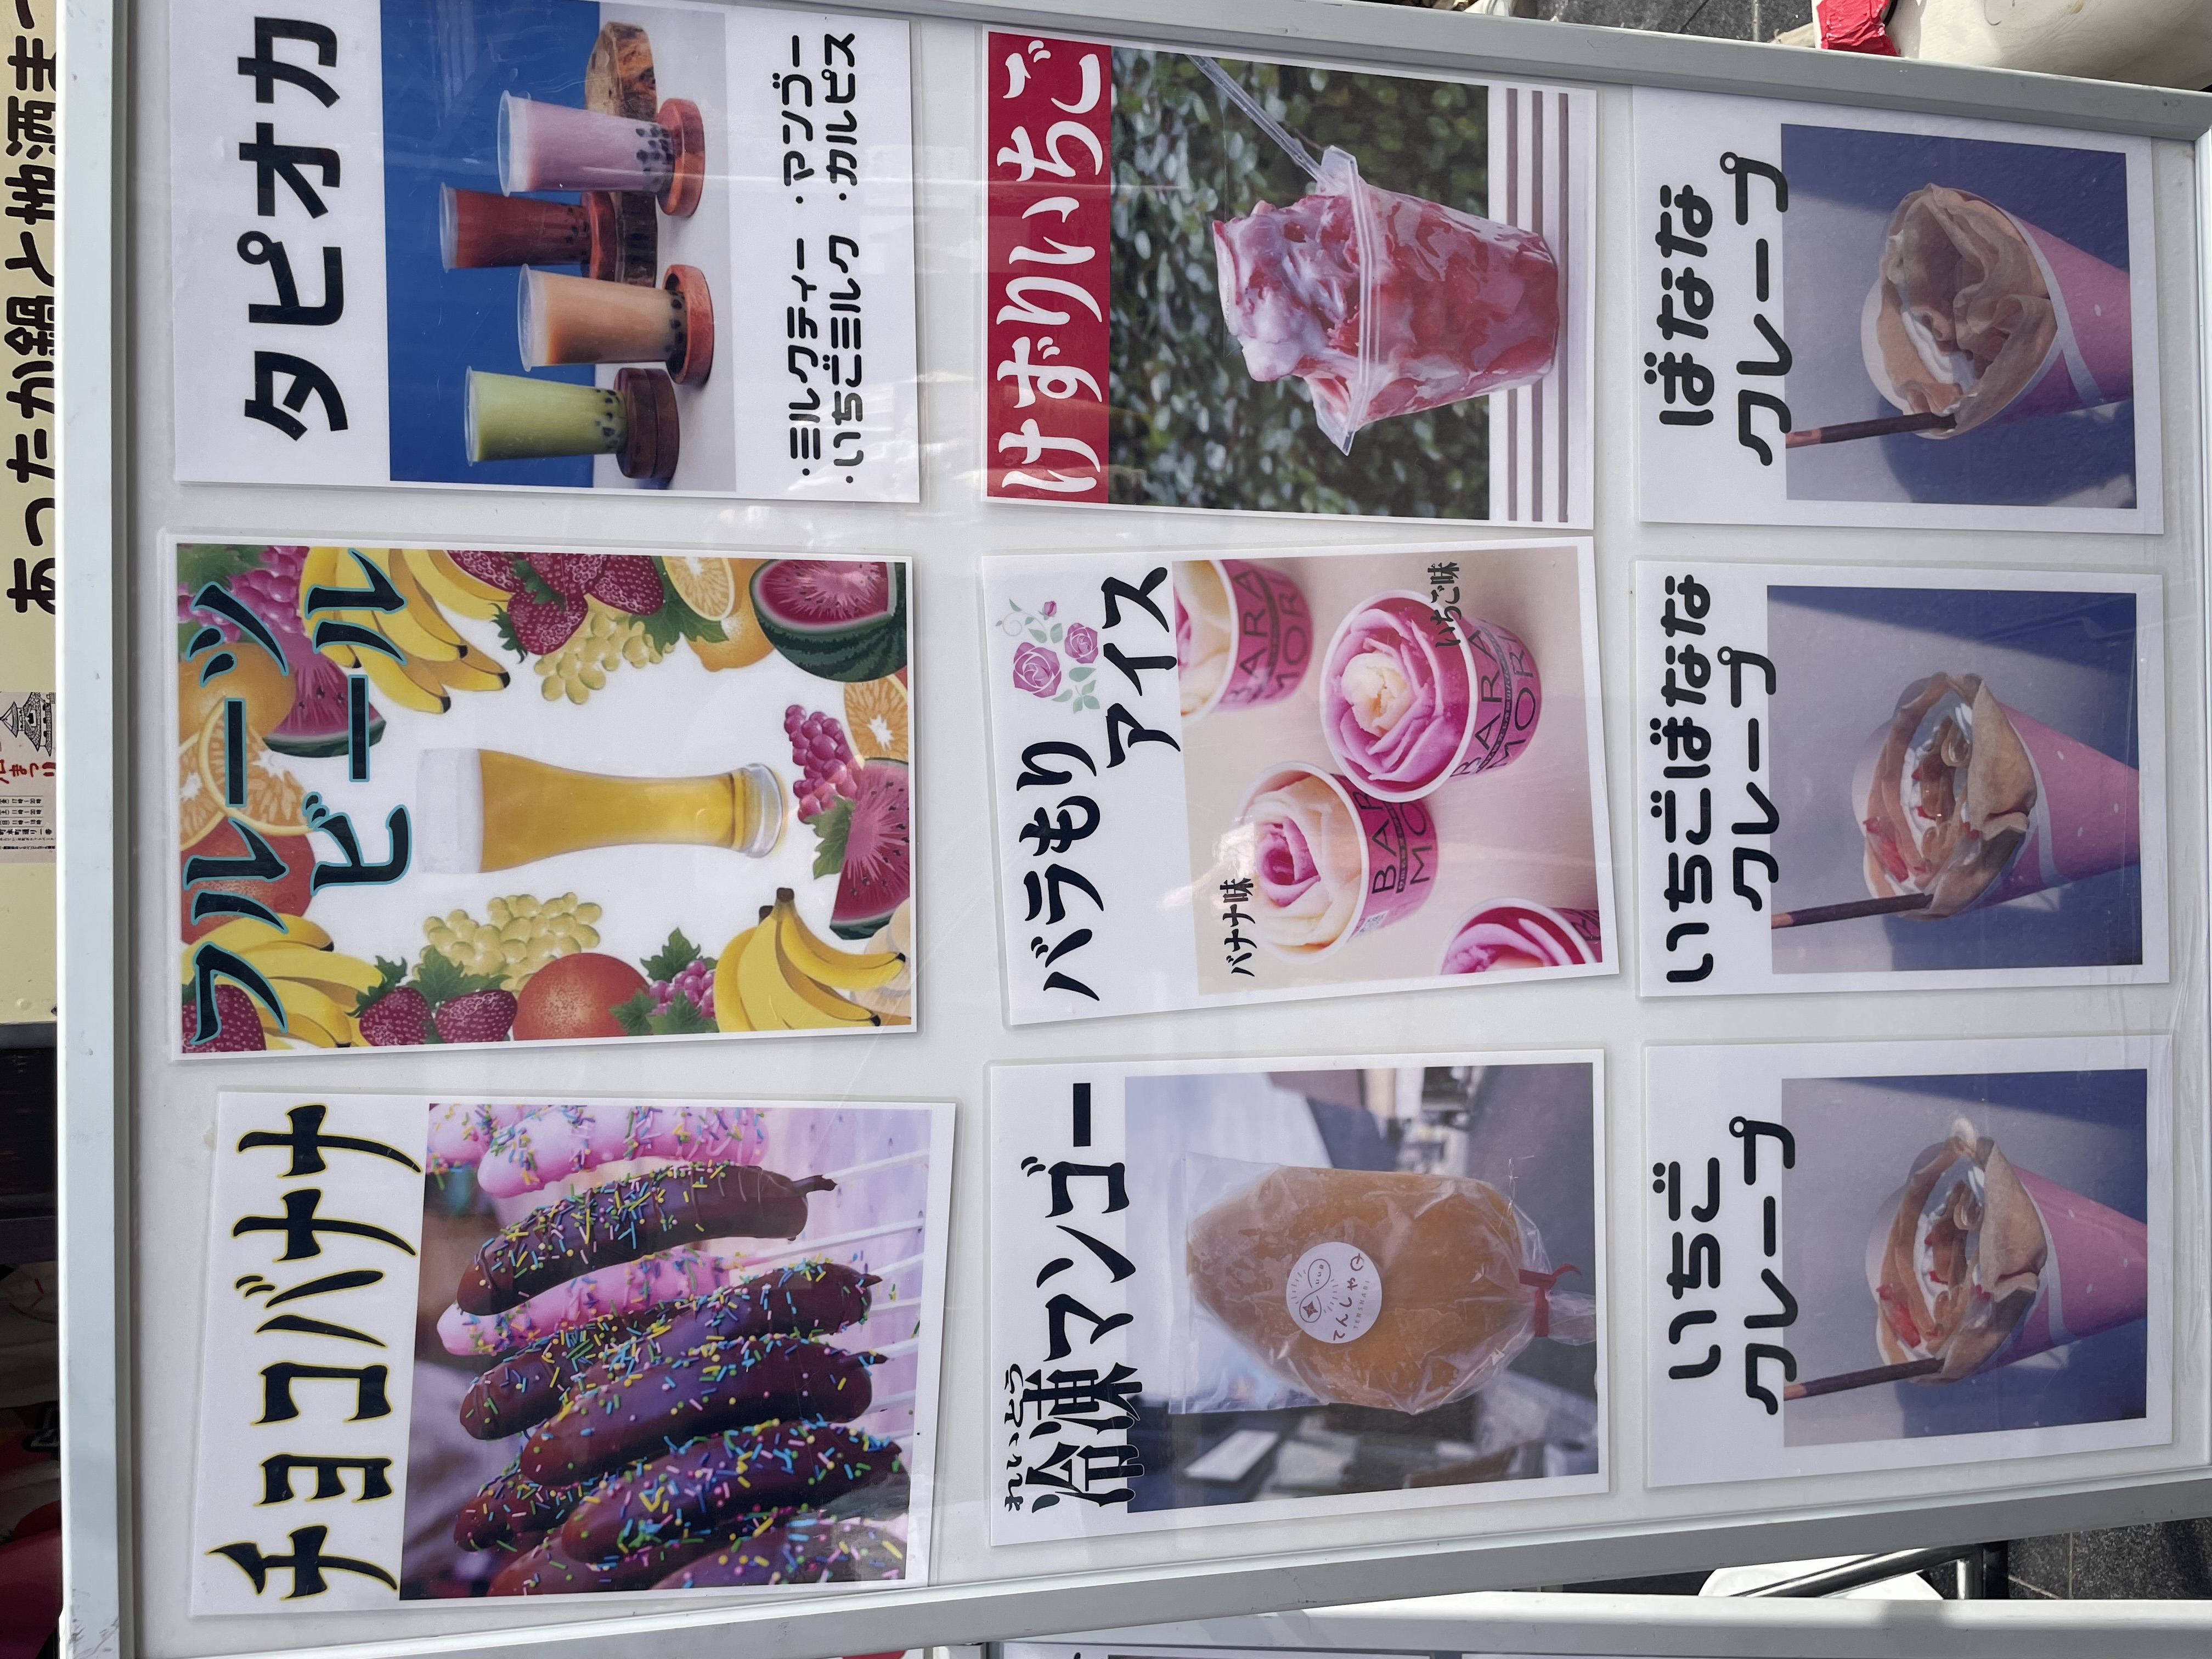 あったか鍋と地酒ま
チョコバナナ
フルーツ
ビール
タピオカ
・ミルクティー ・マンゴー
・いちごミルク ・カルピス
れいとう
冷凍マンゴー
てんしゃり
TENSHARI
バラもり
アイス
バナナ味
いちご味
BARA
MORI
BARA
MORI
けずりいちご
いちご
クレープ
いちごばなな
クレープ
ばなな
クレープ